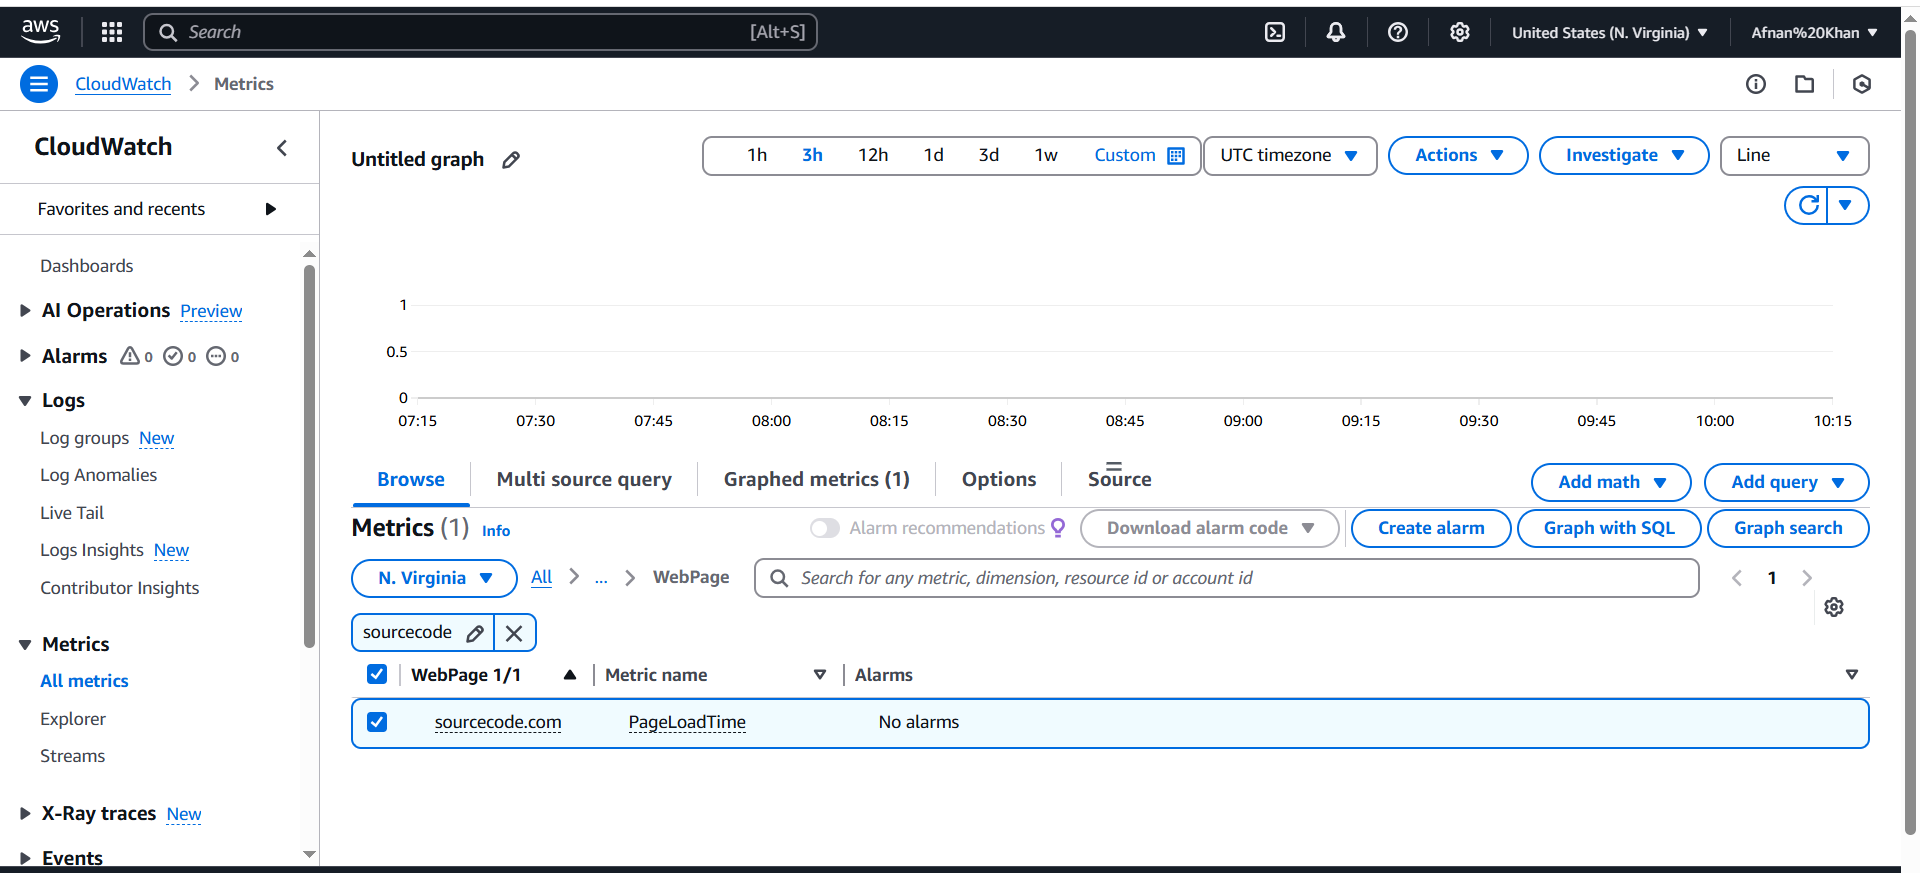 aws
Search [Alt+S]
United States (N. Virginia)
Afnan%20Khan
CloudWatch Metrics
CloudWatch
Favorites and recents
Dashboards
AI Operations Preview
Alarms 0 0 0
Logs
Log groups New
Log Anomalies
Live Tail
Logs Insights New
Contributor Insights
Metrics
All metrics
Explorer
Streams
X-Ray traces New
Events
Untitled graph
1h 3h 12h 1d 3d 1w Custom
UTC timezone
Actions
Investigate
Line
1
0.5
0
07:15 07:30 07:45 08:00 08:15 08:30 08:45 09:00 09:15 09:30 09:45 10:00 10:15
Browse Multi source query Graphed metrics (1) Options Source
Add math Add query
Metrics (1) Info
Alarm recommendations Download alarm code Create alarm Graph with SQL Graph search
N. Virginia All ... WebPage
Search for any metric, dimension, resource id or account id
1
sourcecode
WebPage 1/1 Metric name Alarms
sourcecode.com PageLoadTime No alarms